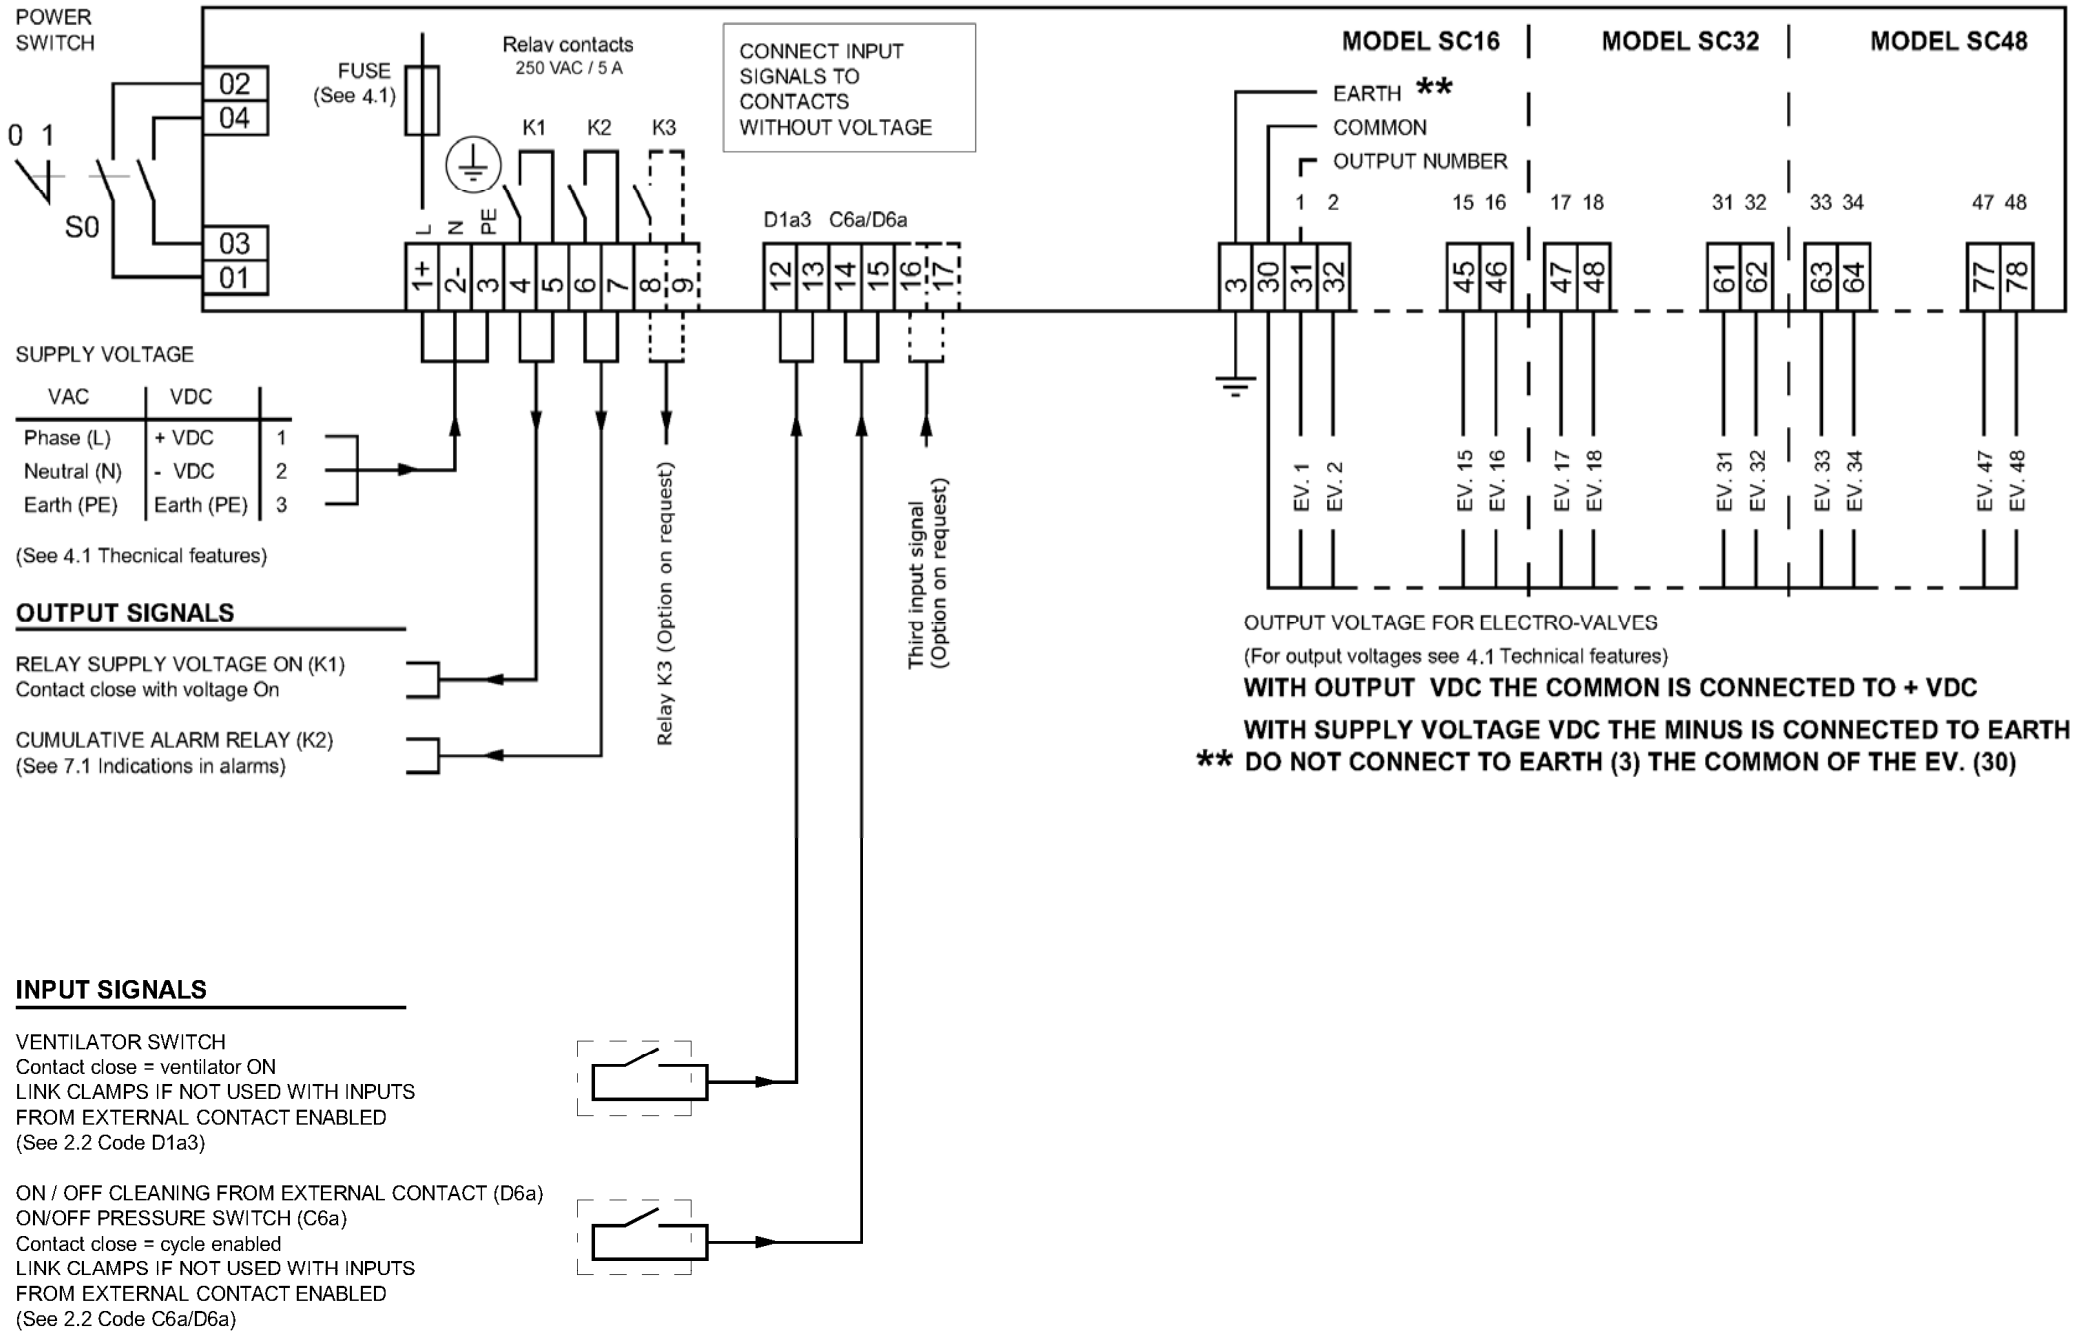 POWER
SWITCH
0 1
S0
02
04
03
01
FUSE
(See 4.1)
Relav contacts
250 VAC / 5 A
K1 K2 K3
CONNECT INPUT
SIGNALS TO
CONTACTS
WITHOUT VOLTAGE
MODEL SC16
MODEL SC32
MODEL SC48
EARTH **
COMMON
OUTPUT NUMBER
1 2 15 16 17 18 31 32 33 34 47 48
L N PE
D1a3 C6a/D6a
1+ 2- 3 4 5 6 7 8 9
12 13 14 15 16 17
3 30 31 32 45 46 47 48 61 62 63 64 77 78
SUPPLY VOLTAGE
VAC VDC
Phase (L) + VDC 1
Neutral (N) - VDC 2
Earth (PE) Earth (PE) 3
(See 4.1 Thecnical features)
Relay K3 (Option on request)
Third input signal
(Option on request)
EV. 1 EV. 2 EV. 15 EV. 16 EV. 17 EV. 18 EV. 31 EV. 32 EV. 33 EV. 34 EV. 47 EV. 48
OUTPUT SIGNALS
RELAY SUPPLY VOLTAGE ON (K1)
Contact close with voltage On
CUMULATIVE ALARM RELAY (K2)
(See 7.1 Indications in alarms)
OUTPUT VOLTAGE FOR ELECTRO-VALVES
(For output voltages see 4.1 Technical features)
WITH OUTPUT VDC THE COMMON IS CONNECTED TO + VDC
WITH SUPPLY VOLTAGE VDC THE MINUS IS CONNECTED TO EARTH
** DO NOT CONNECT TO EARTH (3) THE COMMON OF THE EV. (30)
INPUT SIGNALS
VENTILATOR SWITCH
Contact close = ventilator ON
LINK CLAMPS IF NOT USED WITH INPUTS
FROM EXTERNAL CONTACT ENABLED
(See 2.2 Code D1a3)
ON / OFF CLEANING FROM EXTERNAL CONTACT (D6a)
ON/OFF PRESSURE SWITCH (C6a)
Contact close = cycle enabled
LINK CLAMPS IF NOT USED WITH INPUTS
FROM EXTERNAL CONTACT ENABLED
(See 2.2 Code C6a/D6a)